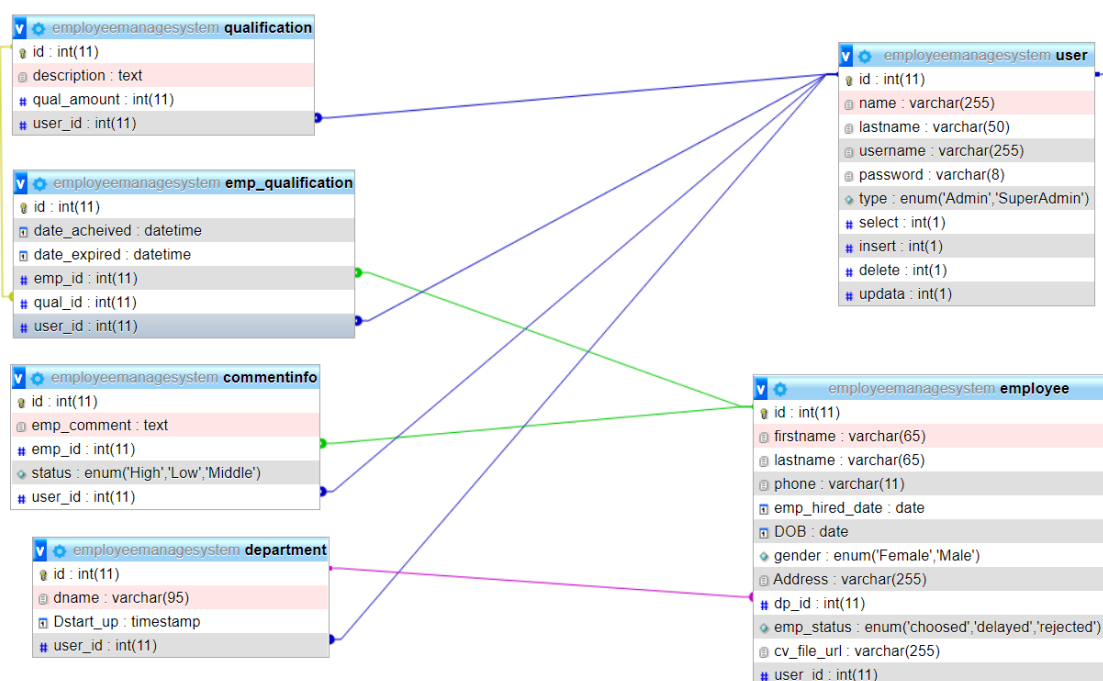 employeemanagesystem qualification
id : int(11)
description : text
qual_amount : int(11)
user_id : int(11)
employeemanagesystem emp_qualification
id : int(11)
date_acheived : datetime
date_expired : datetime
emp_id : int(11)
qual_id : int(11)
user_id : int(11)
employeemanagesystem commentinfo
id : int(11)
emp_comment : text
emp_id : int(11)
status : enum('High','Low','Middle')
user_id : int(11)
employeemanagesystem department
id : int(11)
dname : varchar(95)
Dstart_up : timestamp
user_id : int(11)
employeemanagesystem user
id : int(11)
name : varchar(255)
lastname : varchar(50)
username : varchar(255)
password : varchar(8)
type : enum('Admin','SuperAdmin')
select : int(1)
insert : int(1)
delete : int(1)
updata : int(1)
employeemanagesystem employee
id : int(11)
firstname : varchar(65)
lastname : varchar(65)
phone : varchar(11)
emp_hired_date : date
DOB : date
gender : enum('Female','Male')
Address : varchar(255)
dp_id : int(11)
emp_status : enum('choosed','delayed','rejected')
cv_file_url : varchar(255)
user_id : int(11)